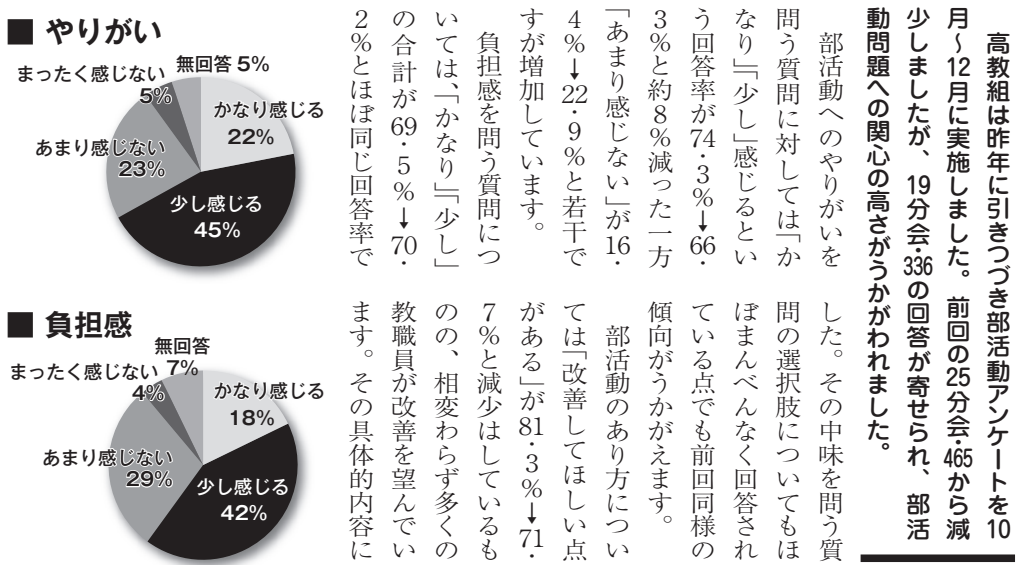 高教組は昨年に引きつづき部活動アンケートを10
月～12月に実施しました。前回の25分会・465から減
少しましたが、19分会・336の回答が寄せられ、部活
動問題への関心の高さがうかがわれました。
部活動へのやりがいを
問う質問に対しては「か
なり」「少し」感じるとい
う回答率が74・3％→66・
3％と約8％減った一方
「あまり感じない」が16・
4％→22・9％と若干で
すが増加しています。
負担感を問う質問につ
いては、「かなり」「少し」
の合計が69・5％→70・
2％とほぼ同じ回答率で
した。その中味を問う質
問の選択肢についてもほ
ぼまんべんなく回答され
ている点でも前回同様の
傾向がうかがえます。
部活動のあり方につい
ては「改善してほしい点
がある」が81・3％→71・
7％と減少はしているも
のの、相変わらず多くの
教職員が改善を望んでい
ます。その具体的内容に
■ やりがい
無回答 5%
まったく感じない
5%
かなり感じる
22%
あまり感じない
23%
少し感じる
45%
■ 負担感
無回答
7%
まったく感じない
4%
かなり感じる
18%
あまり感じない
29%
少し感じる
42%